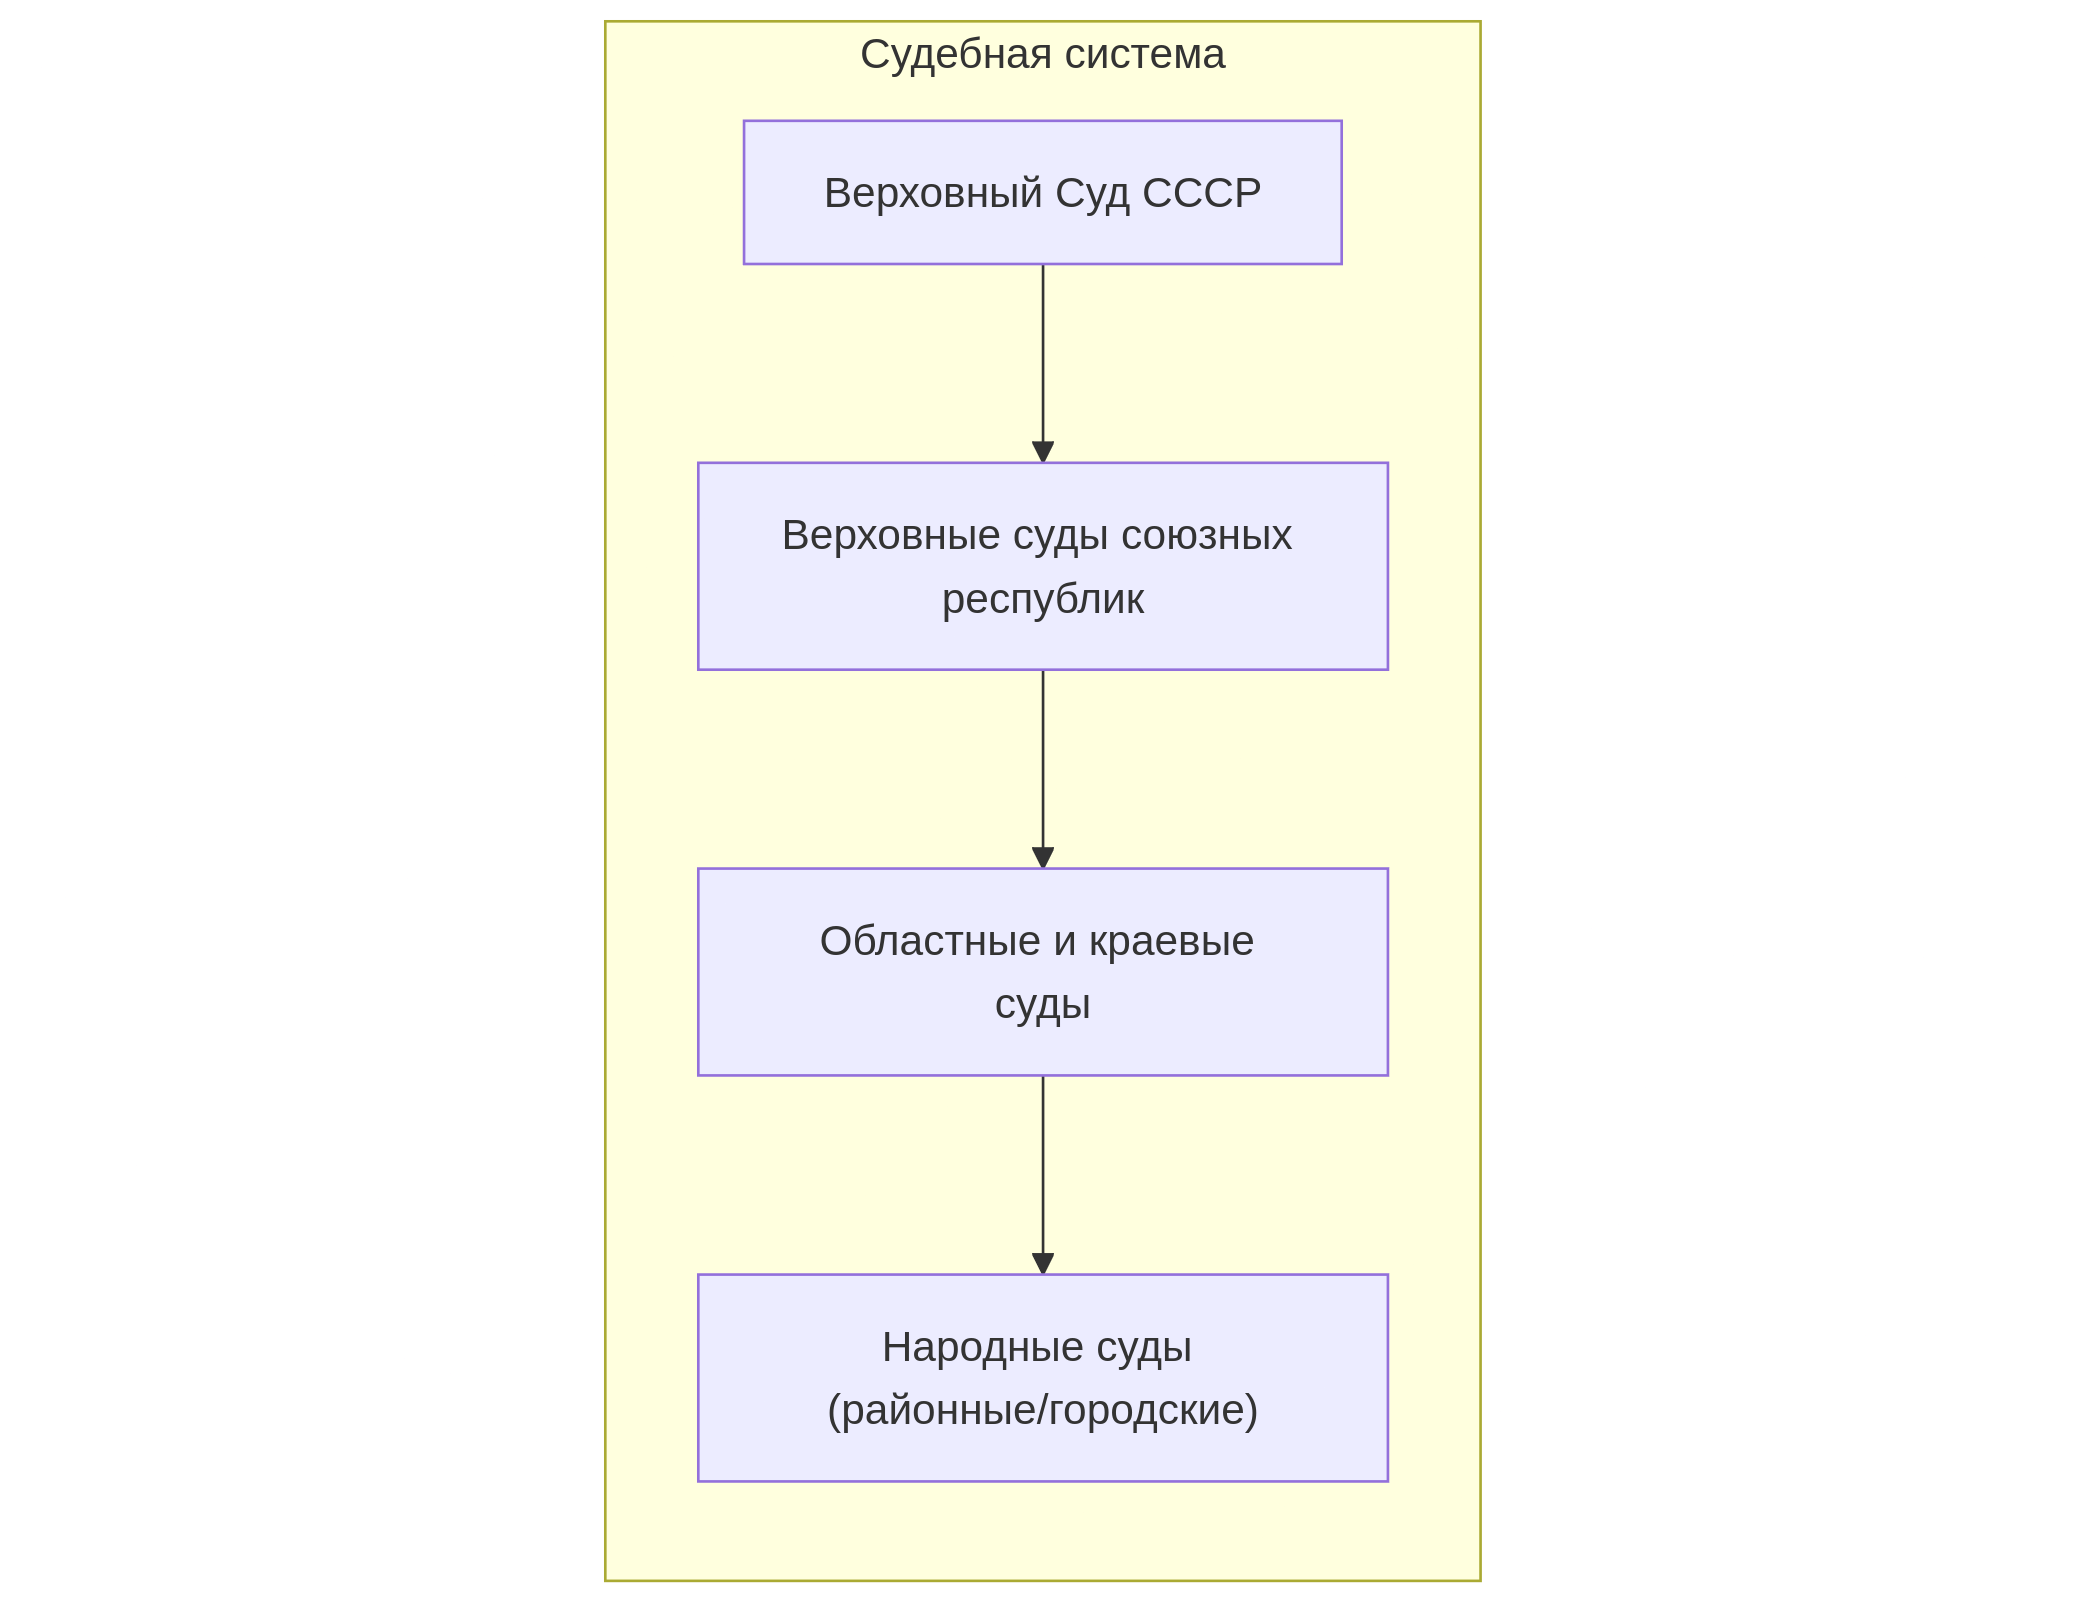 Судебная система
Верховный Суд СССР
Верховные суды союзных
республик
Областные и краевые
суды
Народные суды
(районные/городские)